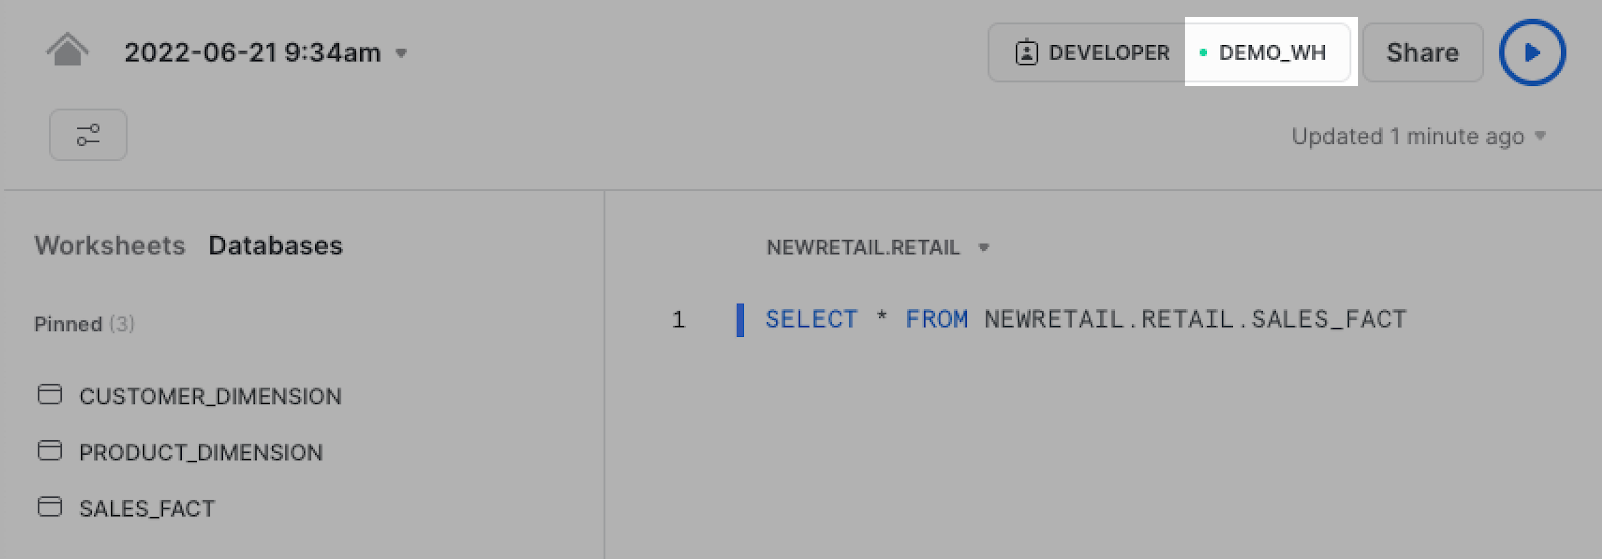 2022-06-21 9:34am
DEVELOPER
DEMO_WH
Share
Updated 1 minute ago
Worksheets Databases
Pinned (3)
CUSTOMER_DIMENSION
PRODUCT_DIMENSION
SALES_FACT
NEWRETAIL.RETAIL
1 SELECT * FROM NEWRETAIL.RETAIL.SALES_FACT